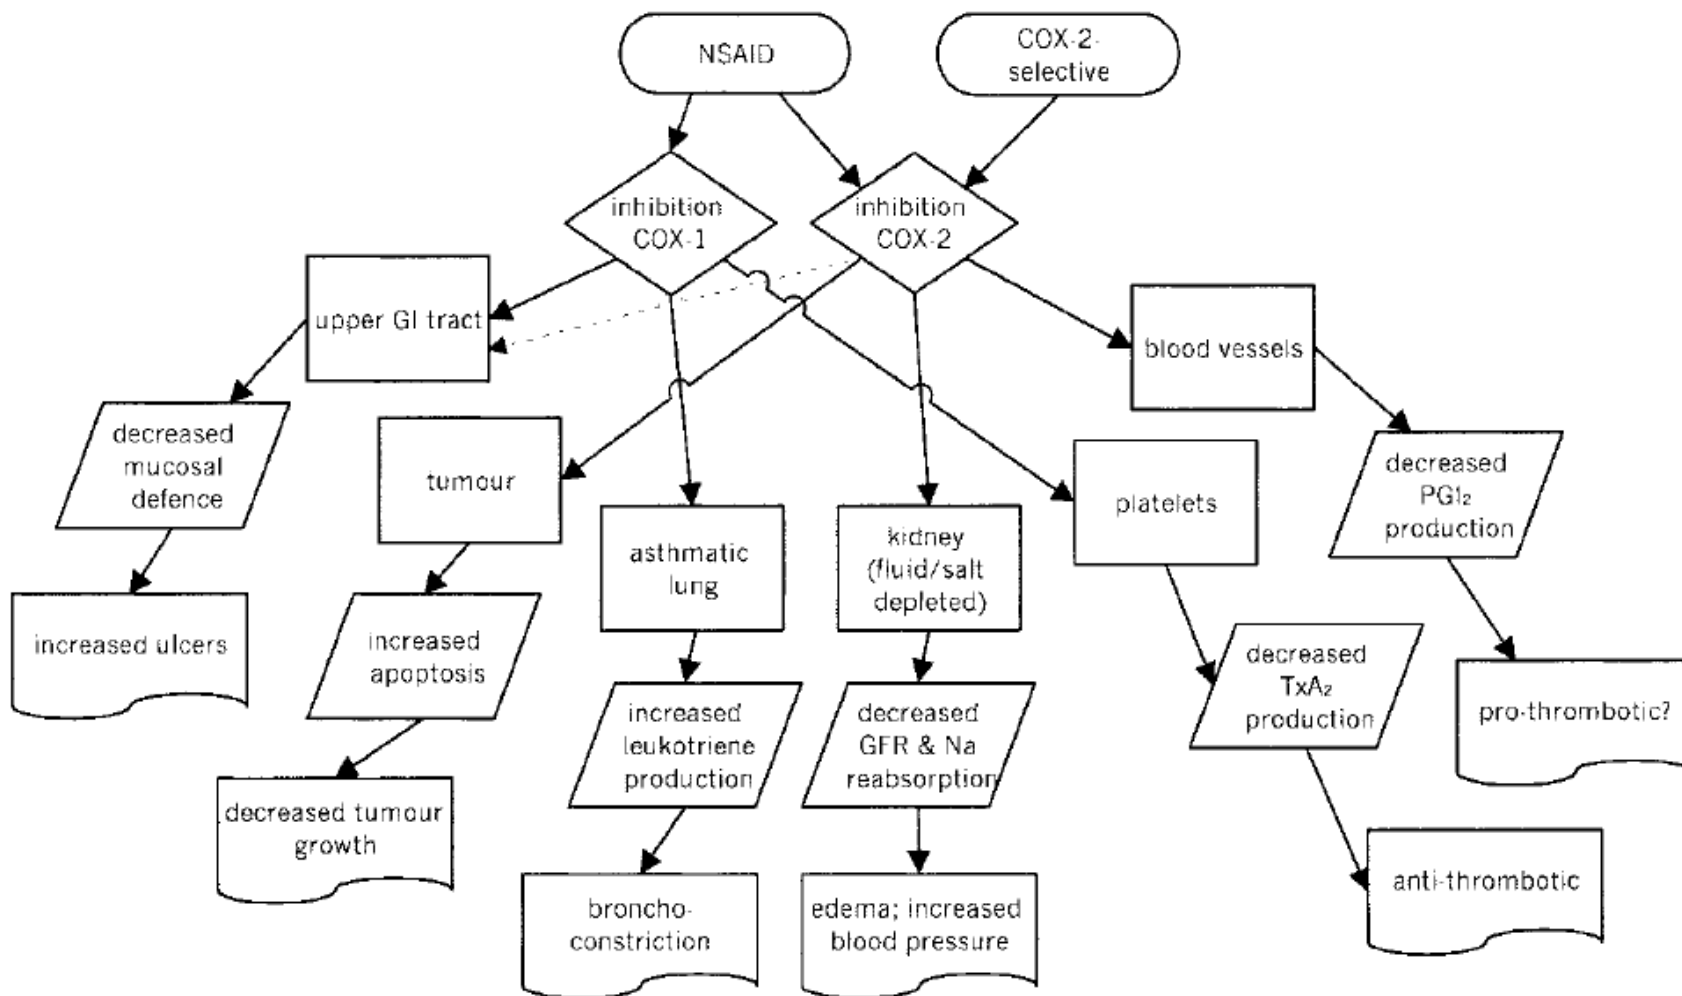 NSAID
COX-2-
selective
inhibition
COX-1
inhibition
COX-2
upper GI tract
blood vessels
decreased
mucosal
defence
tumour
asthmatic
lung
kidney
(fluid/salt
depleted)
platelets
decreased
PGI₂
production
increased ulcers
increased
apoptosis
increased
leukotriene
production
decreased
GFR & Na
reabsorption
decreased
TxA₂
production
pro-thrombotic?
decreased tumour
growth
broncho-
constriction
edema; increased
blood pressure
anti-thrombotic